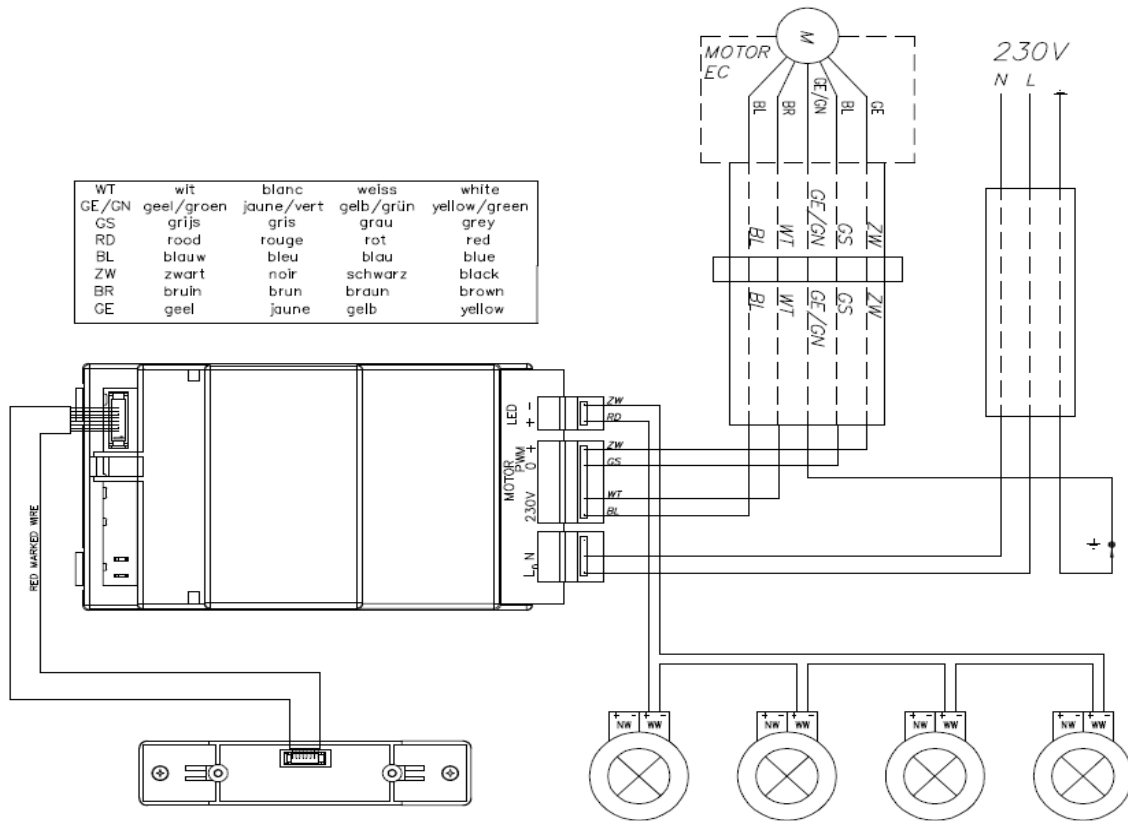 MOTOR
EC
M
230V
N L
BL BR GE/GN BL GE
WT wit blanc weiss white
GE/GN geel/groen jaune/vert gelb/grün yellow/green
GS grijs gris grau grey
RD rood rouge rot red
BL blauw bleu blau blue
ZW zwart noir schwarz black
BR bruin brun braun brown
GE geel jaune gelb yellow
BL WT GE/GN GS ZW
BL WT GE/GN GS ZW
LED
+ -
ZW
RD
MOTOR
PWM
0 +
230V
ZW
GS
WT
BL
L N
RED MARKED WIRE
+ - + -
NW WW
+ - + -
NW WW
+ - + -
NW WW
+ - + -
NW WW